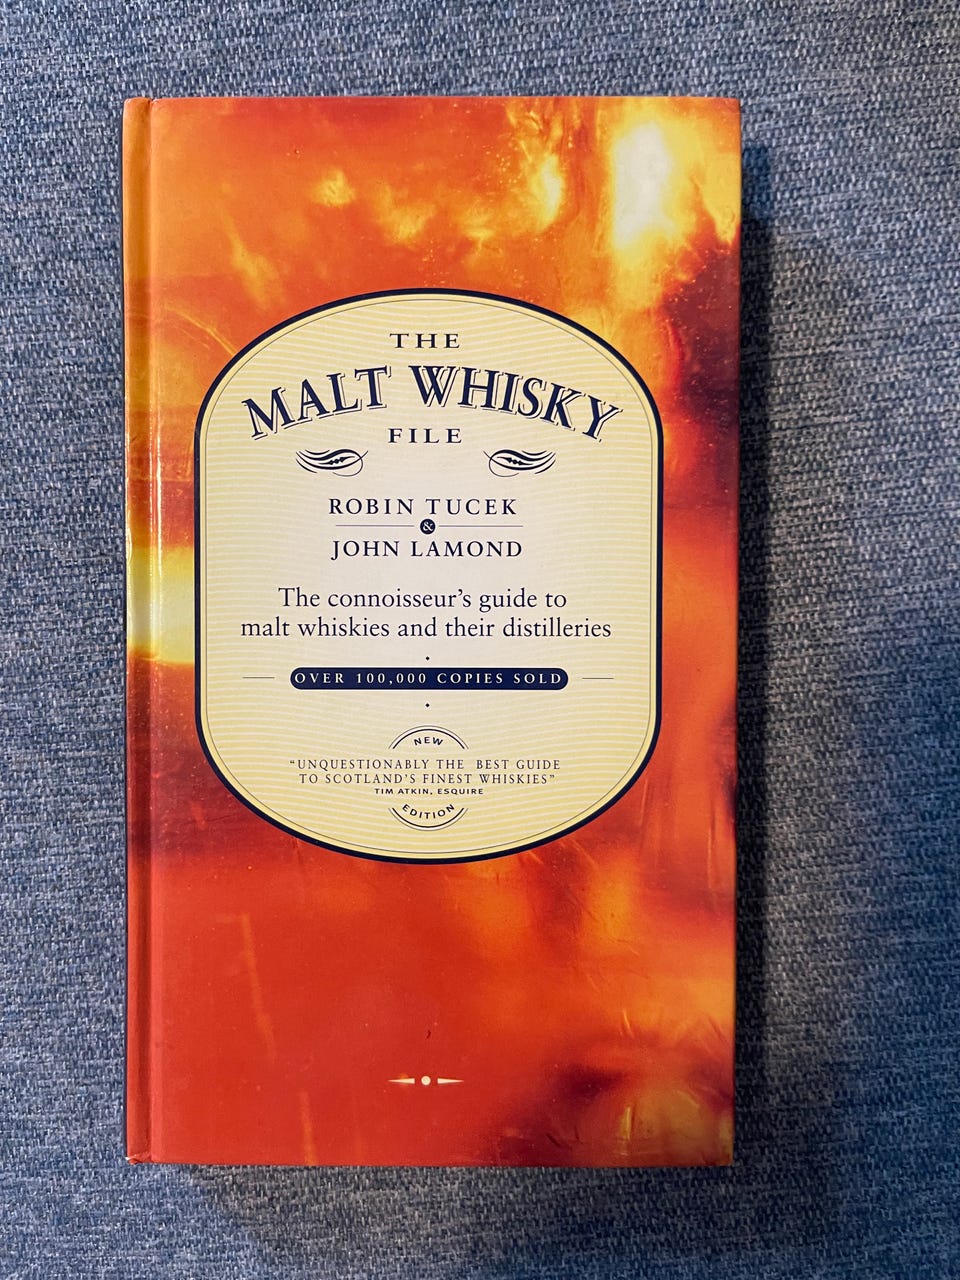 THE
MALT WHISKY
FILE
ROBIN TUCEK
&
JOHN LAMOND
The connoisseur's guide to
malt whiskies and their distilleries
OVER 100,000 COPIES SOLD
NEW
“UNQUESTIONABLY THE BEST GUIDE
TO SCOTLAND'S FINEST WHISKIES”
TIM ATKIN, ESQUIRE
EDITION